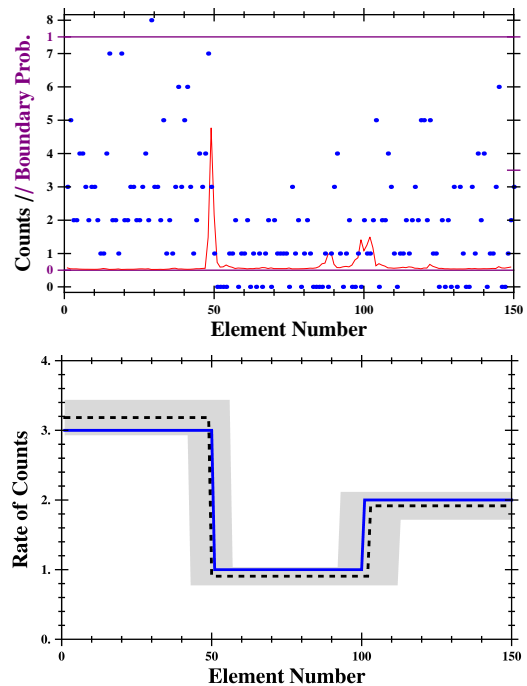 8
1
7
6
5
4
3
2
1
0
0
0 50 100 150
Counts // Boundary Prob.
Element Number
4.
3.
2.
1.
0.
0 50 100 150
Rate of Counts
Element Number